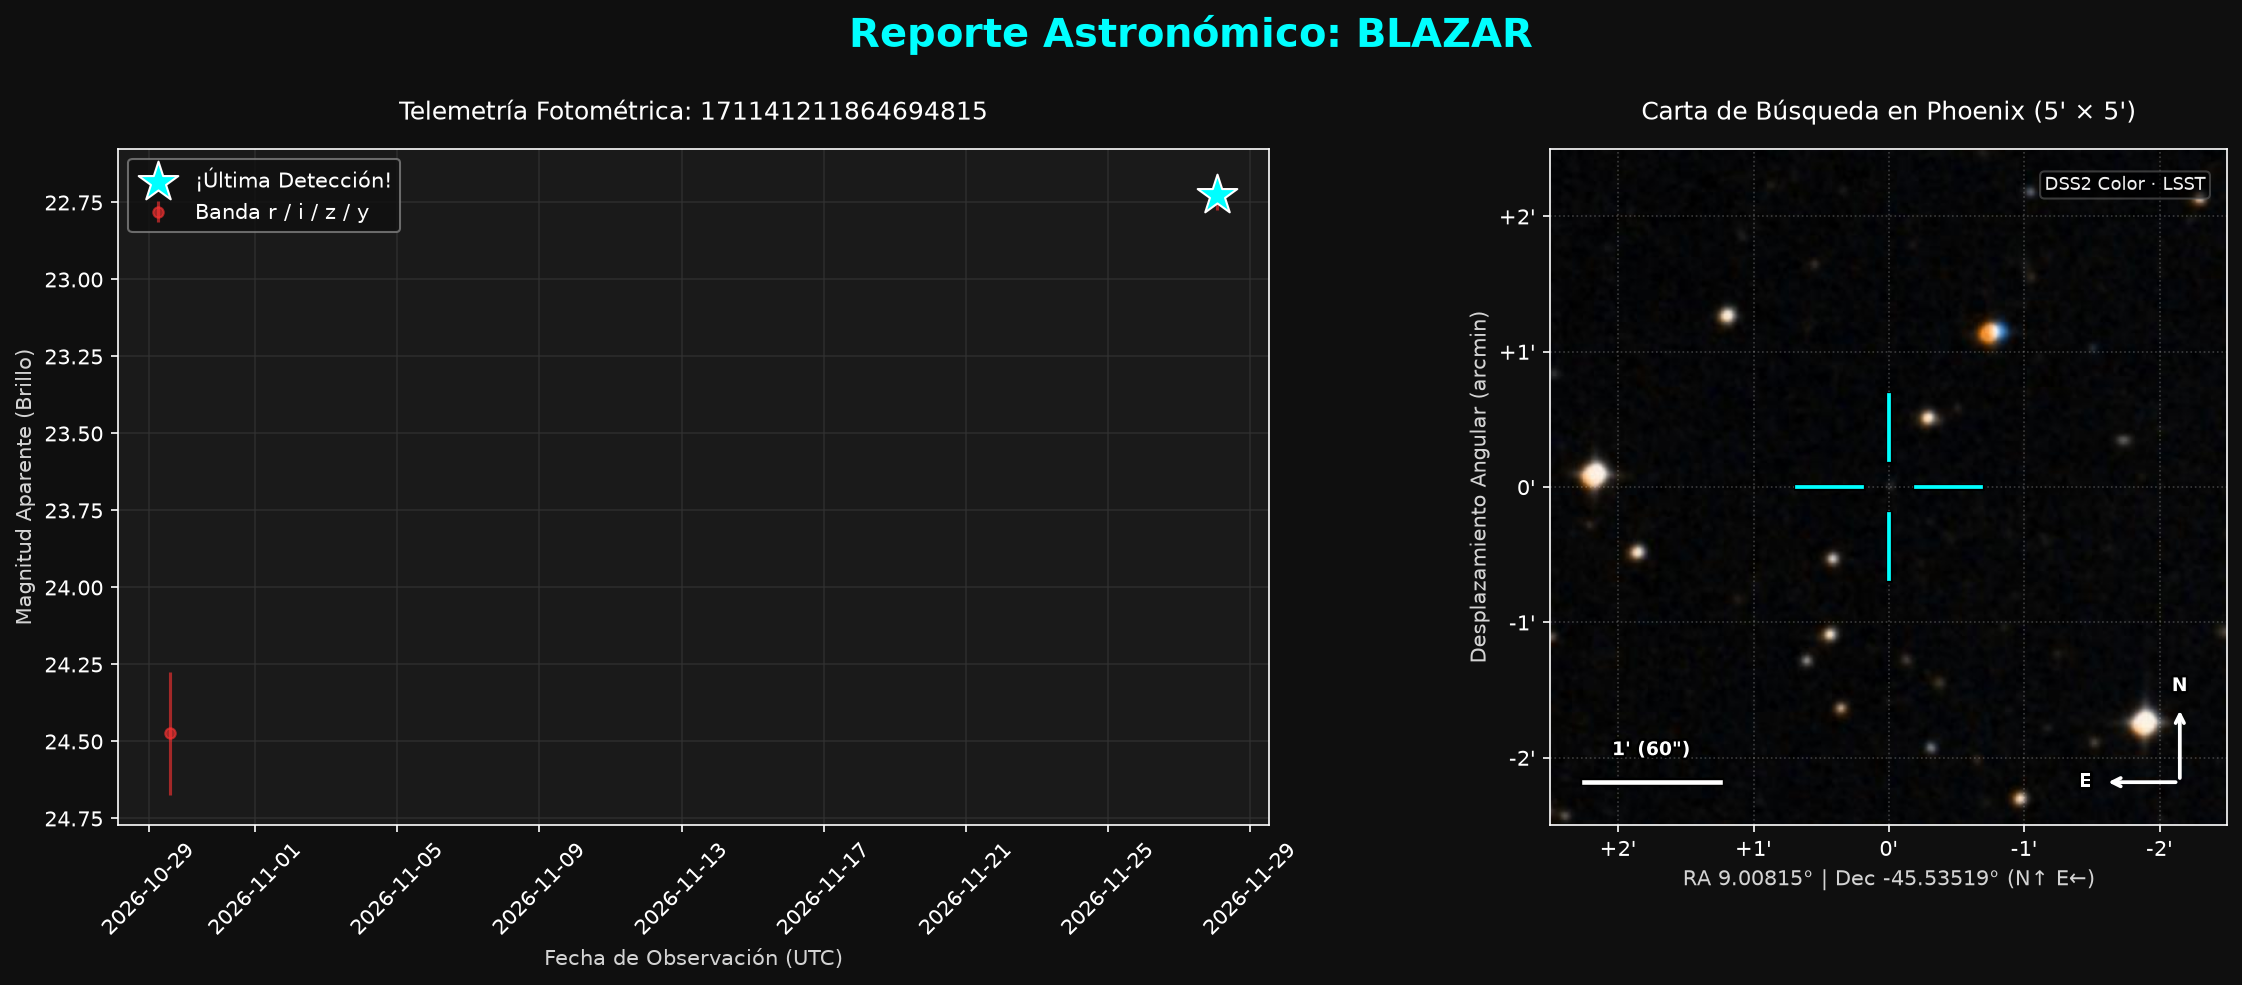 Reporte Astronómico: BLAZAR
Telemetría Fotométrica: 171141211864694815
¡Última Detección!
Banda r / i / z / y
Magnitud Aparente (Brillo)
22.75
23.00
23.25
23.50
23.75
24.00
24.25
24.50
24.75
2026-10-29
2026-11-01
2026-11-05
2026-11-09
2026-11-13
2026-11-17
2026-11-21
2026-11-25
2026-11-29
Fecha de Observación (UTC)
Carta de Búsqueda en Phoenix (5' × 5')
DSS2 Color · LSST
Desplazamiento Angular (arcmin)
+2'
+1'
0'
-1'
-2'
N
E
1' (60")
+2'
+1'
0'
-1'
-2'
RA 9.00815° | Dec -45.53519° (N↑ E←)